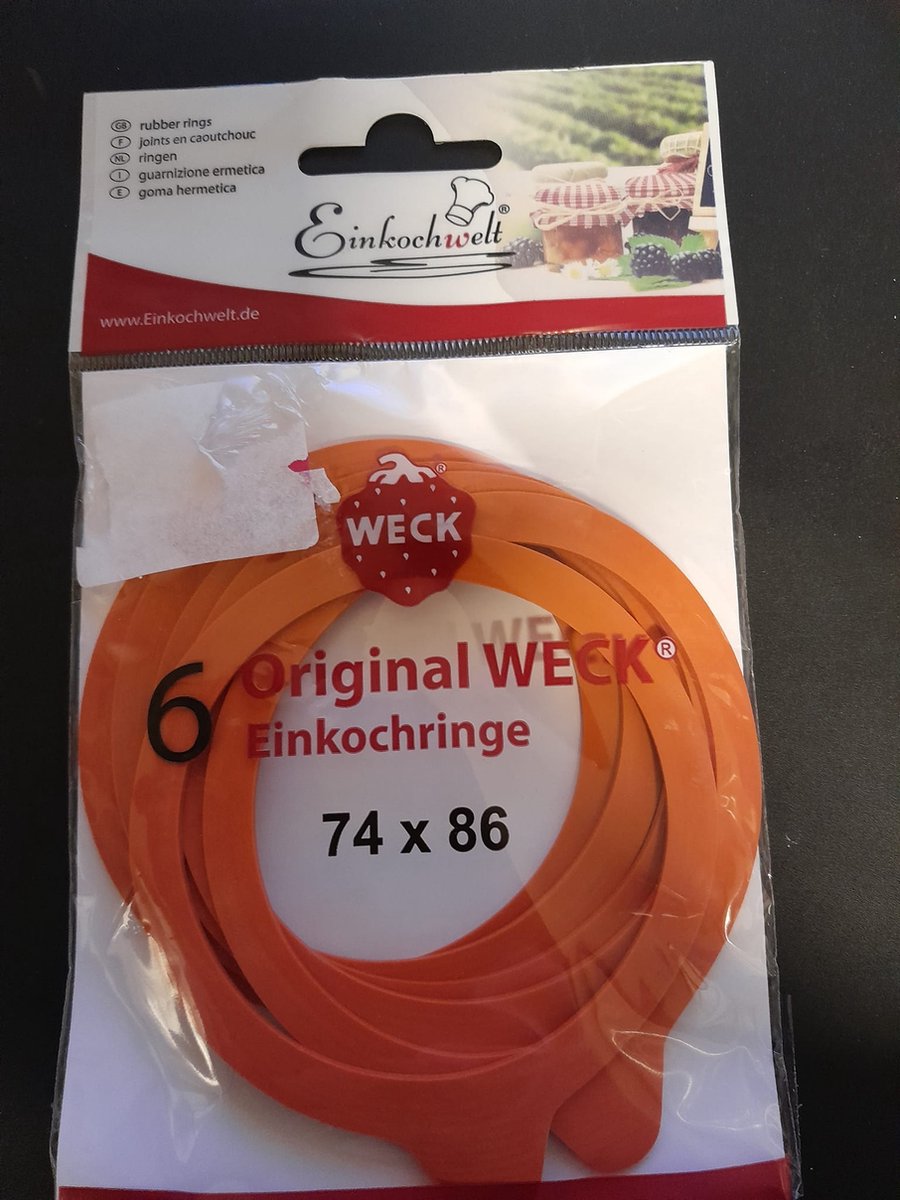 GB rubber rings
F joints en caoutchouc
NL ringen
I guarnizione ermetica
E goma hermetica
Einkochwelt®
www.Einkochwelt.de
®
WECK
WE
6 Original WECK®
Einkochringe
74 x 86